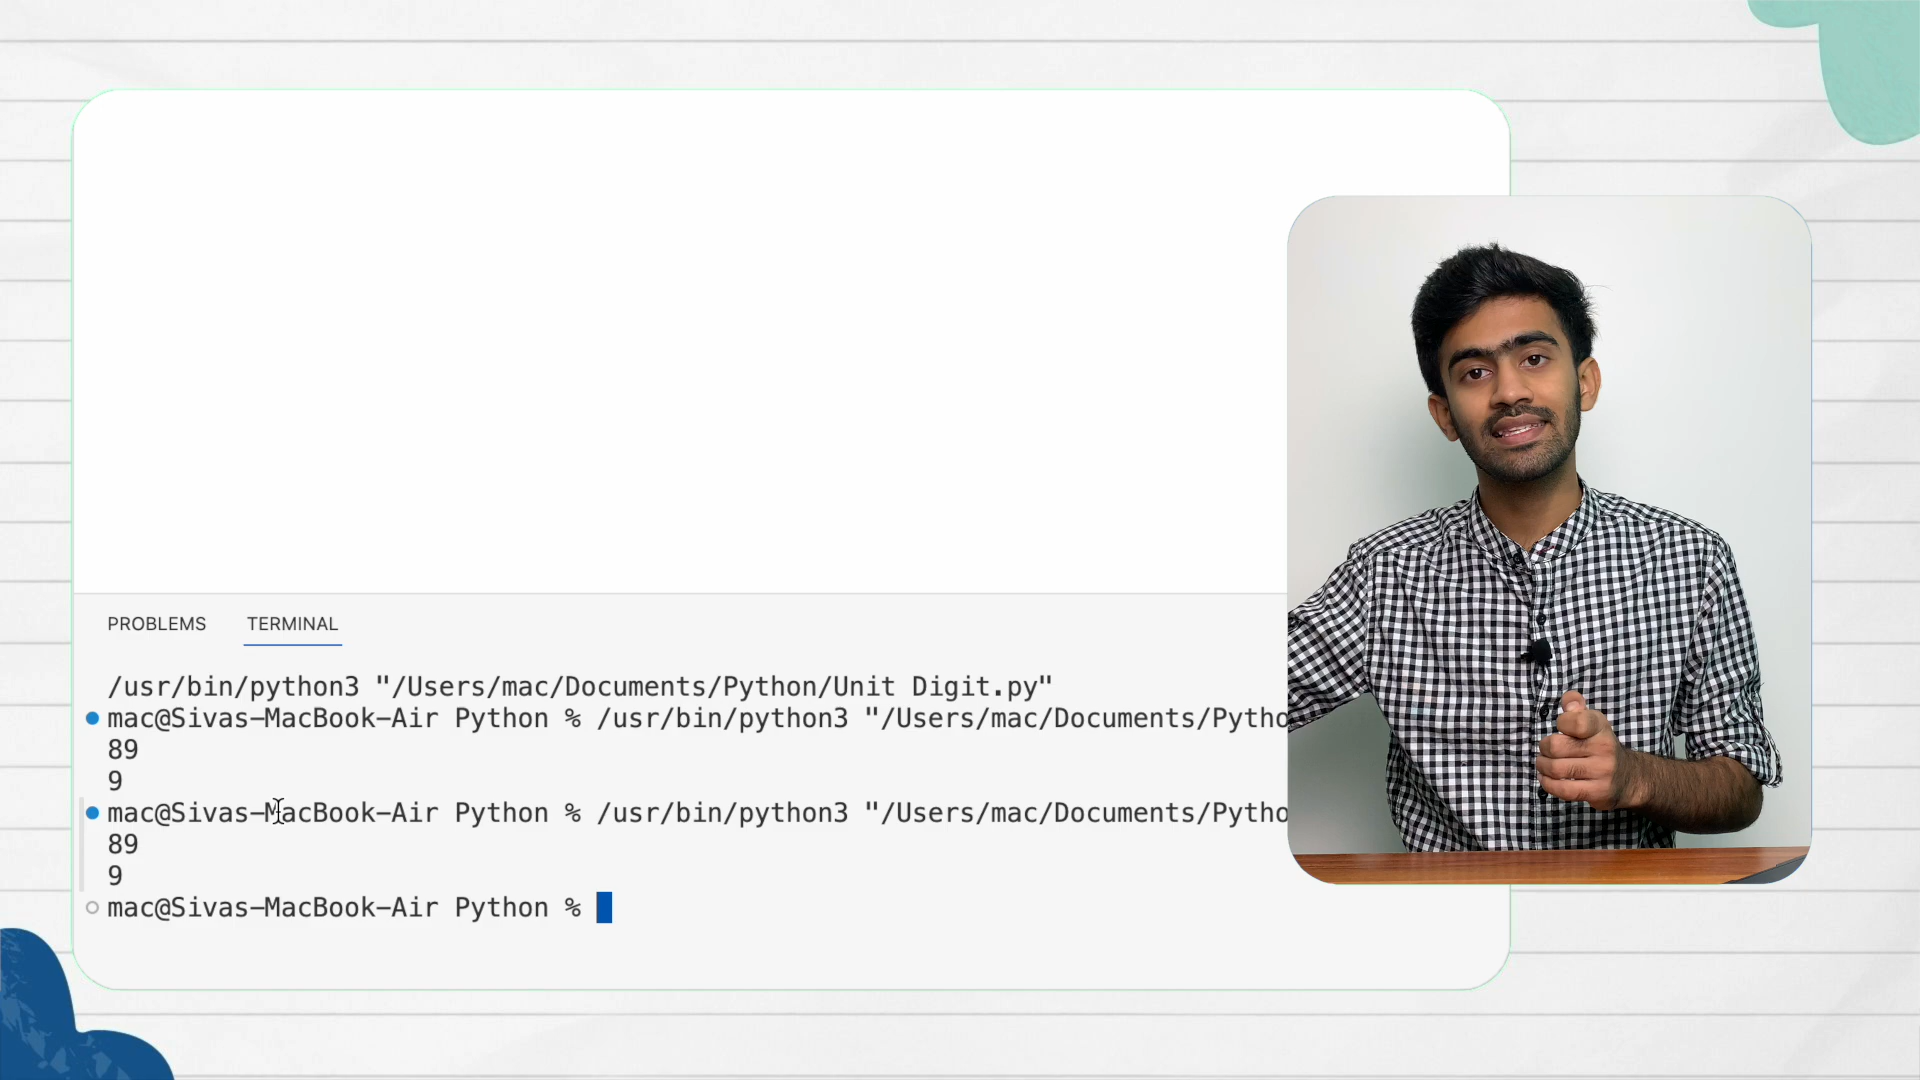 PROBLEMS TERMINAL
/usr/bin/python3 "/Users/mac/Documents/Python/Unit Digit.py"
mac@Sivas-MacBook-Air Python % /usr/bin/python3 "/Users/mac/Documents/Pytho
89
9
mac@Sivas-MacBook-Air Python % /usr/bin/python3 "/Users/mac/Documents/Pytho
89
9
mac@Sivas-MacBook-Air Python %